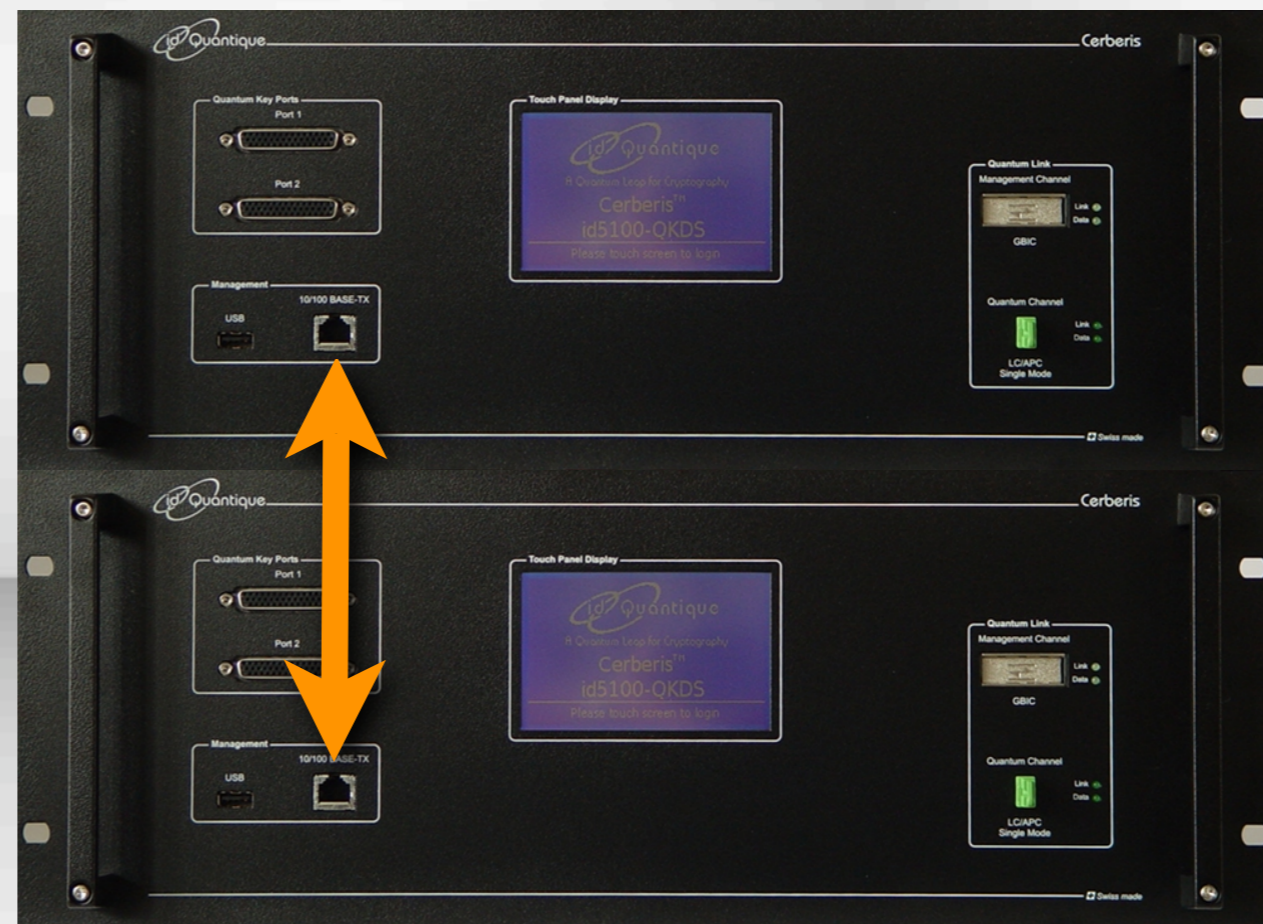 id Quantique
Cerberis
Quantum Key Ports
Port 1
Port 2
Management
USB
10/100 BASE-TX
Touch Panel Display
id Quantique
A Quantum Leap for Cryptography
Cerberis™
id5100-QKDS
Please touch screen to login
Quantum Link
Management Channel
Link
Data
GBIC
Quantum Channel
Link
Data
LC/APC
Single Mode
Swiss made
id Quantique
Cerberis
Quantum Key Ports
Port 1
Port 2
Management
USB
10/100 BASE-TX
Touch Panel Display
id Quantique
A Quantum Leap for Cryptography
Cerberis™
id5100-QKDS
Please touch screen to login
Quantum Link
Management Channel
Link
Data
GBIC
Quantum Channel
Link
Data
LC/APC
Single Mode
Swiss made